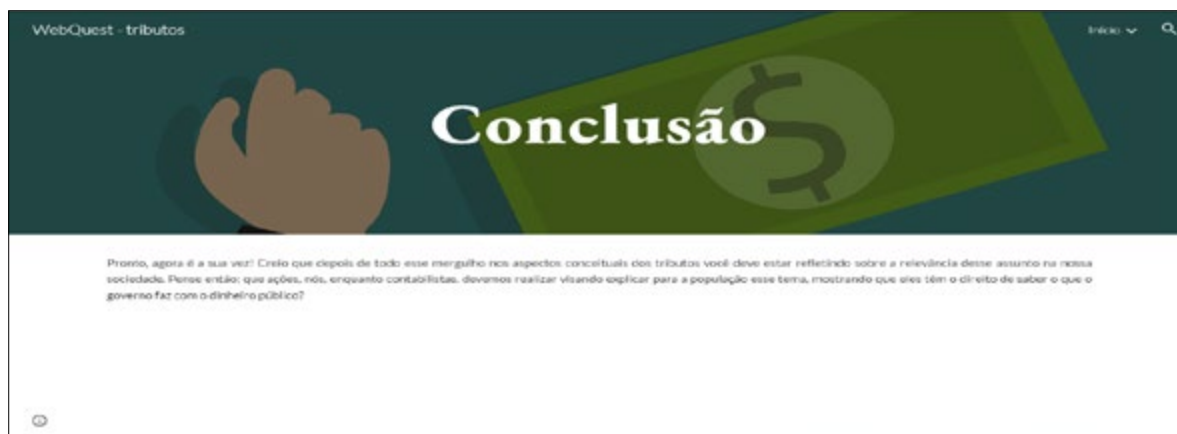 WebQuest - tributos
Início
Conclusão
Pronto, agora é a sua vez! Creio que depois de todo esse mergulho nos aspectos conceituais dos tributos você deve estar refletindo sobre a relevância desse assunto na nossa
sociedade. Pense então: que ações, nós, enquanto contabilistas, devemos realizar visando explicar para a população esse tema, mostrando que eles têm o direito de saber o que o
governo faz com o dinheiro público?